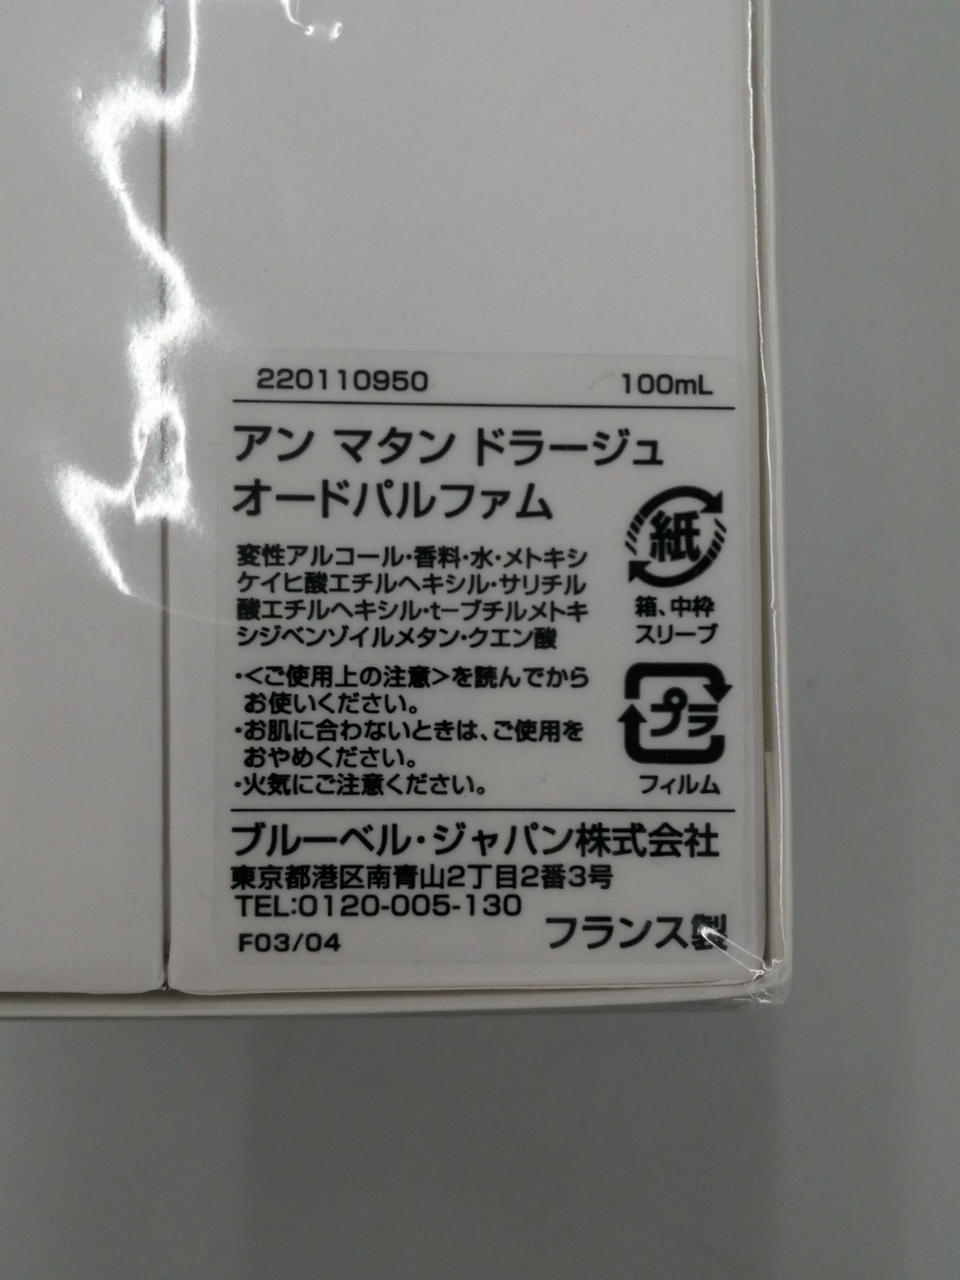 220110950 100mL
アン マタン ドラージュ
オードパルファム
変性アルコール・香料・水・メトキシ
ケイヒ酸エチルヘキシル・サリチル
酸エチルヘキシル・t-ブチルメトキ
シジベンゾイルメタン・クエン酸
・<ご使用上の注意>を読んでから
お使いください。
・お肌に合わないときは、ご使用を
おやめください。
・火気にご注意ください。
紙
箱、中枠
スリーブ
プラ
フィルム
ブルーベル・ジャパン株式会社
東京都港区南青山2丁目2番3号
TEL:0120-005-130
F03/04 フランス製